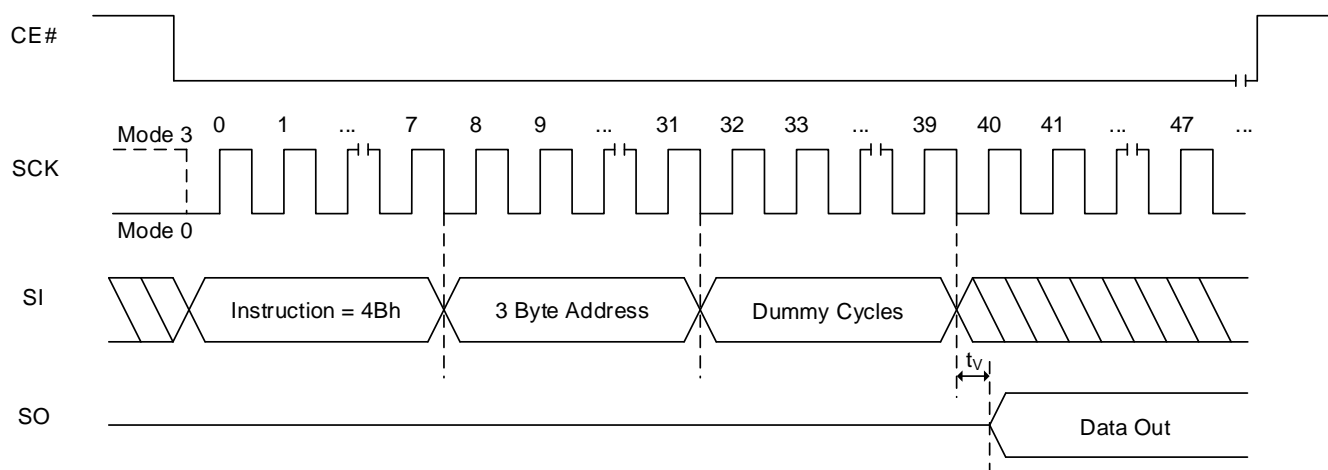 CE#
Mode 3
0 1 ... 7 8 9 ... 31 32 33 ... 39 40 41 ... 47 ...
SCK
Mode 0
SI
Instruction = 4Bh
3 Byte Address
Dummy Cycles
tV
SO
Data Out